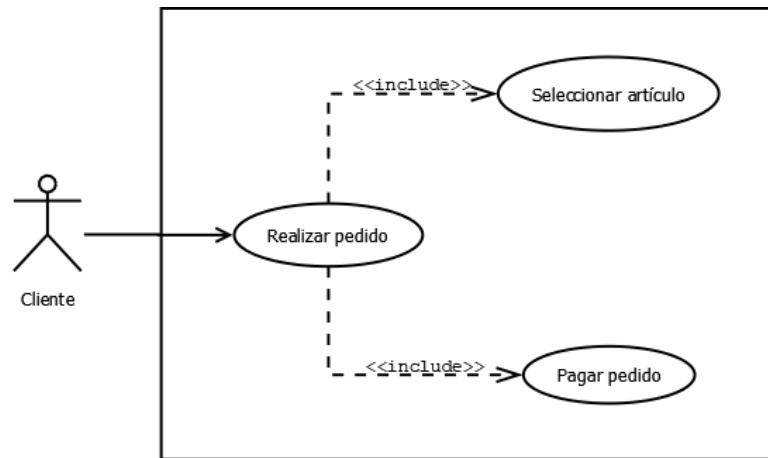 <<include>>
Seleccionar artículo
Realizar pedido
Cliente
<<include>>
Pagar pedido